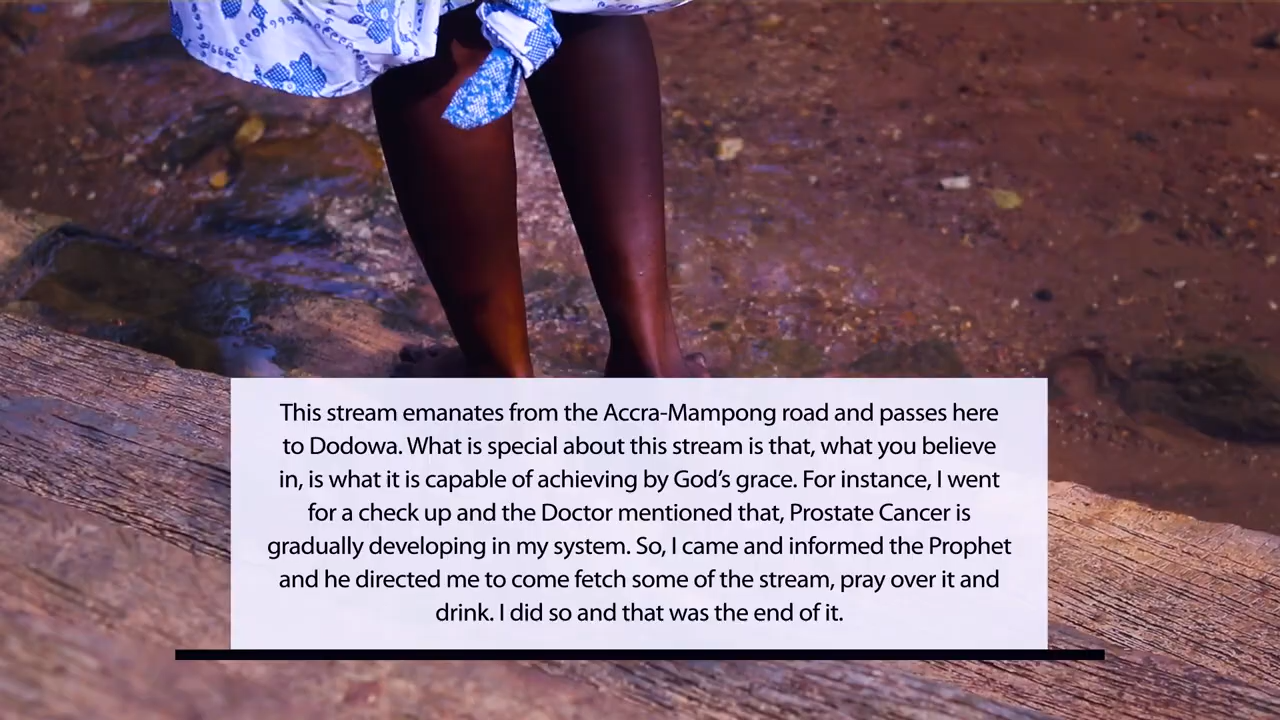 This stream emanates from the Accra-Mampong road and passes here
to Dodowa. What is special about this stream is that, what you believe
in, is what it is capable of achieving by God's grace. For instance, I went
for a check up and the Doctor mentioned that, Prostate Cancer is
gradually developing in my system. So, I came and informed the Prophet
and he directed me to come fetch some of the stream, pray over it and
drink. I did so and that was the end of it.